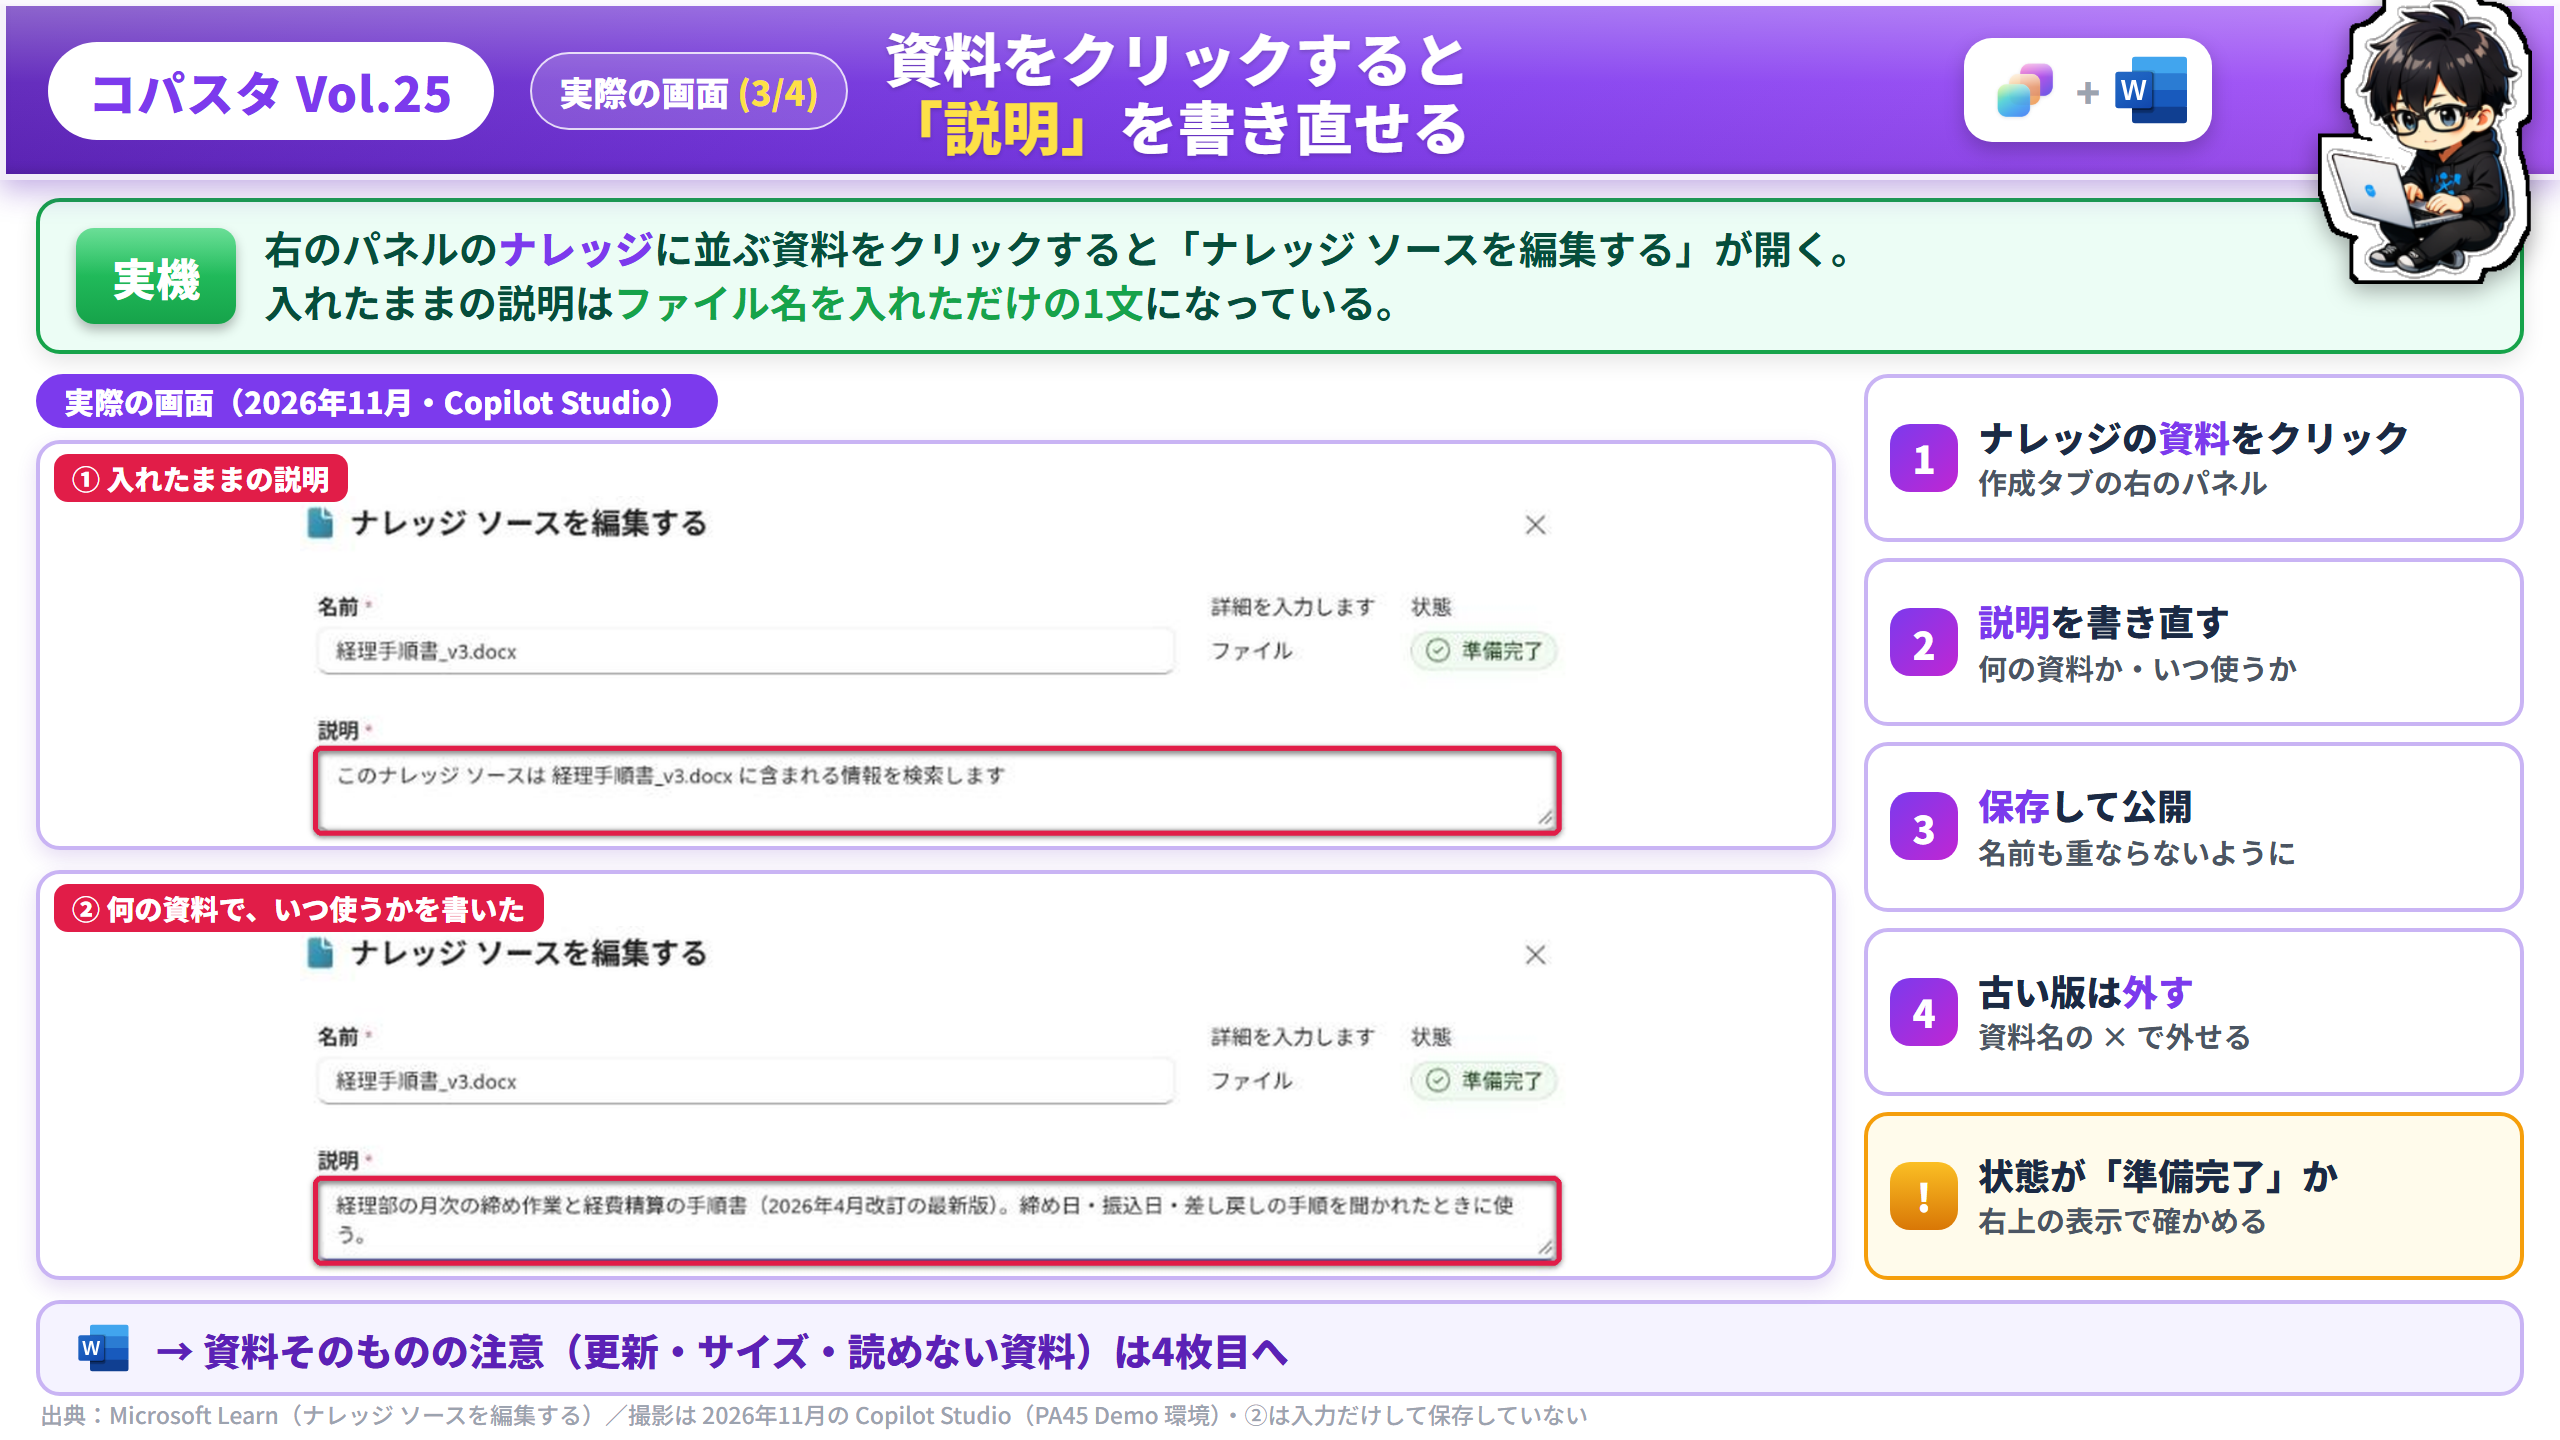 コパスタ Vol.25
実際の画面 (3/4)
資料をクリックすると
「説明」を書き直せる
W
実機
右のパネルのナレッジに並ぶ資料をクリックすると「ナレッジ ソースを編集する」が開く。
入れたままの説明はファイル名を入れただけの1文になっている。
実際の画面（2026年11月・Copilot Studio）
① 入れたままの説明
ナレッジ ソースを編集する
名前 *
詳細を入力します
状態
経理手順書_v3.docx
ファイル
準備完了
説明 *
このナレッジ ソースは 経理手順書_v3.docx に含まれる情報を検索します
② 何の資料で、いつ使うかを書いた
ナレッジ ソースを編集する
名前 *
詳細を入力します
状態
経理手順書_v3.docx
ファイル
準備完了
説明 *
経理部の月次の締め作業と経費精算の手順書（2026年4月改訂の最新版）。締め日・振込日・差し戻しの手順を聞かれたときに使
う。
1
ナレッジの資料をクリック
作成タブの右のパネル
2
説明を書き直す
何の資料か・いつ使うか
3
保存して公開
名前も重ならないように
4
古い版は外す
資料名の × で外せる
!
状態が「準備完了」か
右上の表示で確かめる
W
→ 資料そのものの注意（更新・サイズ・読めない資料）は4枚目へ
出典：Microsoft Learn（ナレッジ ソースを編集する）／撮影は 2026年11月の Copilot Studio（PA45 Demo 環境）・②は入力だけして保存していない